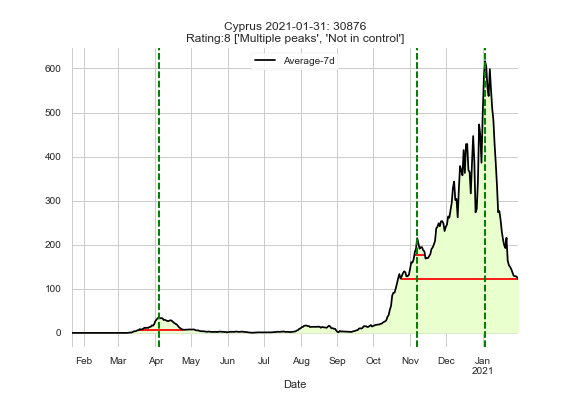 Cyprus 2021-01-31: 30876
Rating:8 ['Multiple peaks', 'Not in control']
Average-7d
600
500
400
300
200
100
0
Feb Mar Apr May Jun Jul Aug Sep Oct Nov Dec Jan
2021
Date